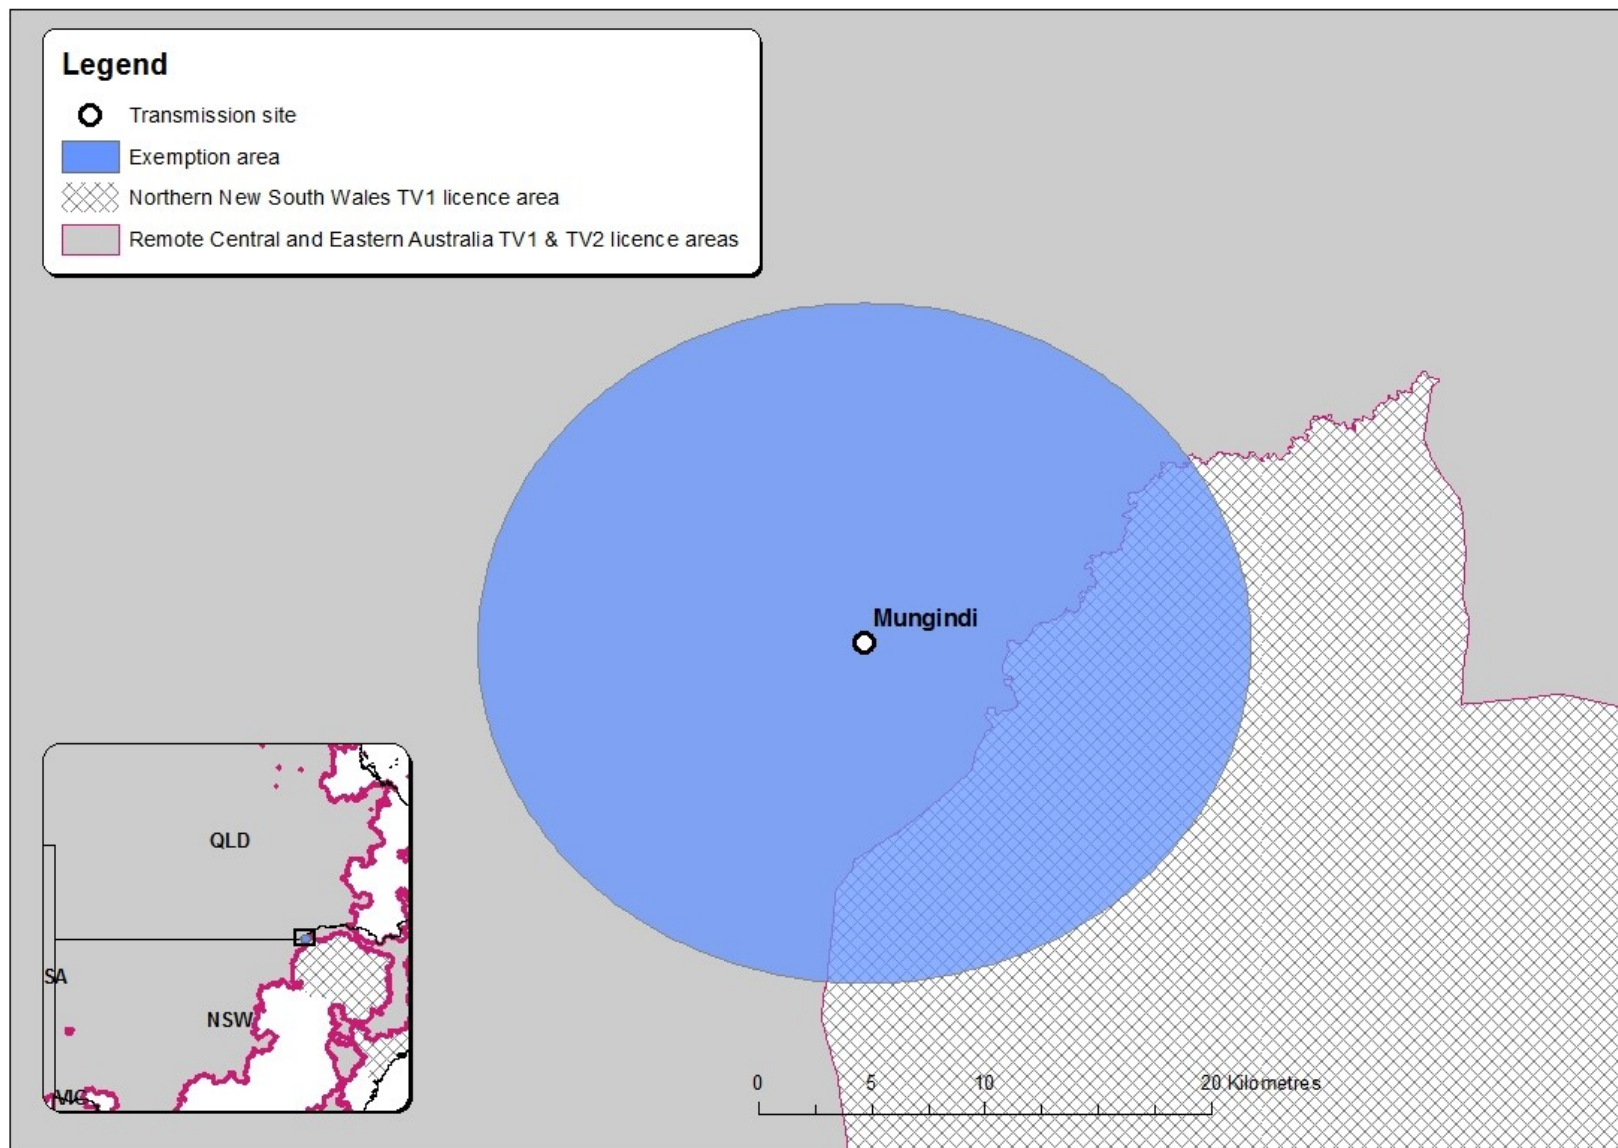 Legend
Transmission site
Exemption area
Northern New South Wales TV1 licence area
Remote Central and Eastern Australia TV1 & TV2 licence areas
Mungindi
QLD
SA
NSW
VIC
0 5 10 20 Kilometres